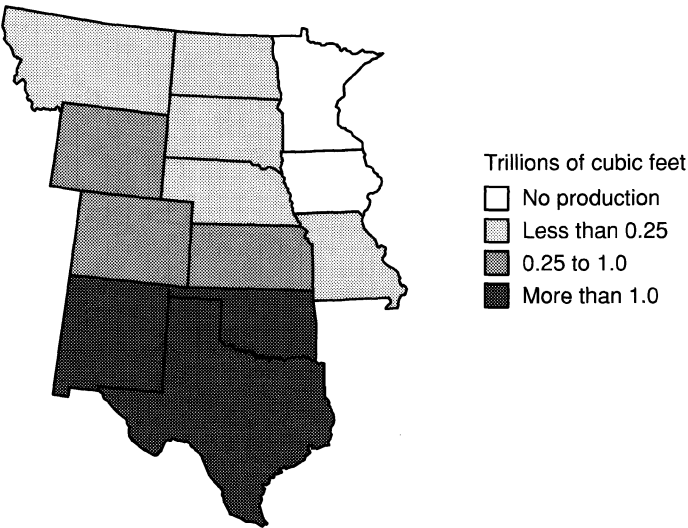 Trillions of cubic feet
No production
Less than 0.25
0.25 to 1.0
More than 1.0